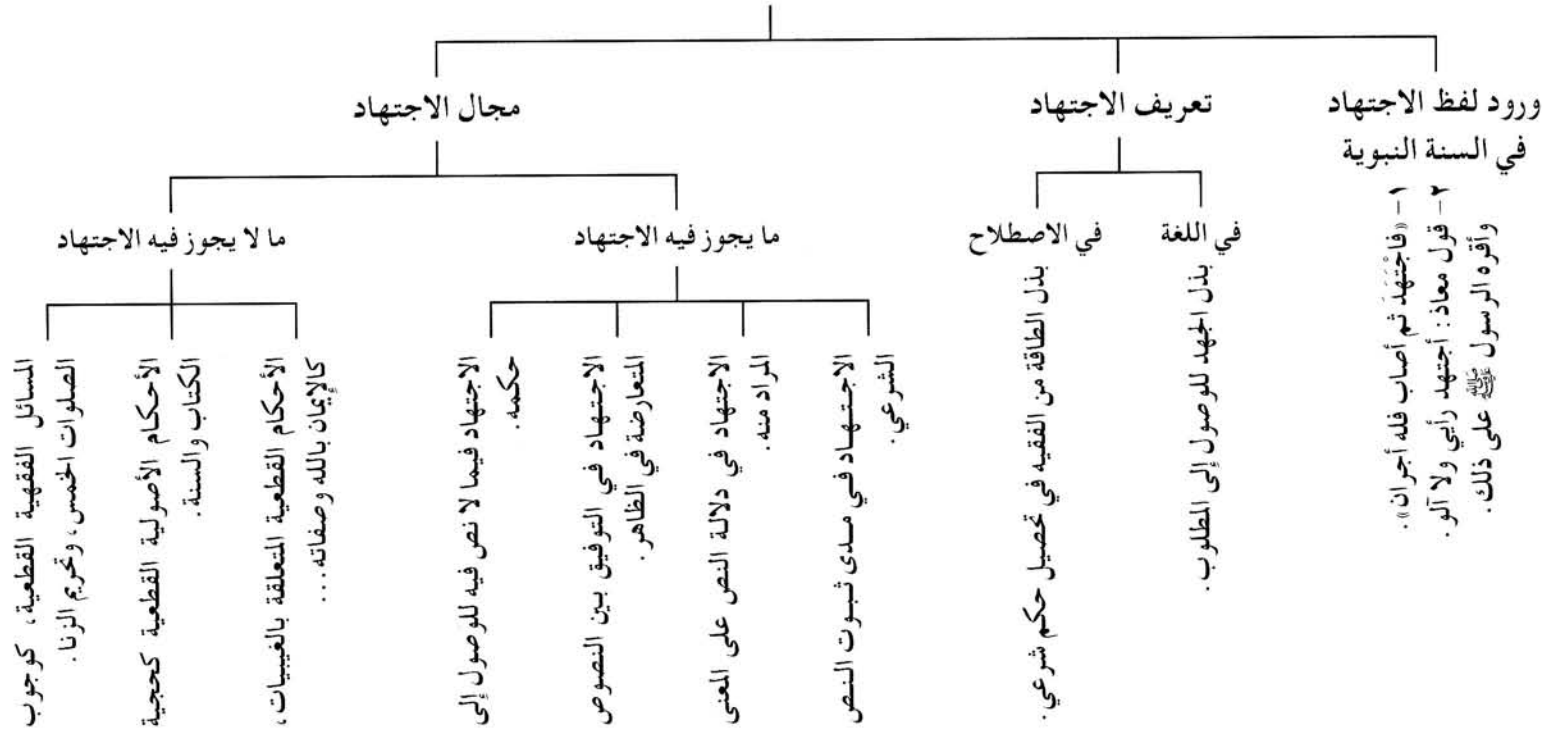 ورود لفظ الاجتهاد
في السنة النبوية
١ – «فاجْتَهَدَ ثم أصاب فله أجران».
٢ – قول معاذ: أجتهد رأيي ولا آلو.
وأقره الرسول ﷺ على ذلك.
تعريف الاجتهاد
في اللغة
بذل الجهد للوصول إلى المطلوب.
في الاصطلاح
بذل الطاقة من الفقيه في تحصيل حكم شرعي.
مجال الاجتهاد
ما يجوز فيه الاجتهاد
الاجتهاد في مدى ثبوت النص
الشرعي.
الاجتهاد في دلالة النص على المعنى
المراد منه.
الاجتهاد في التوفيق بين النصوص
المتعارضة في الظاهر.
الاجتهاد فيما لا نص فيه للوصول إلى
حكمه.
ما لا يجوز فيه الاجتهاد
الأحكام القطعية المتعلقة بالغيبيات،
كالإيمان بالله وصفاته...
الأحكام الأصولية القطعية كحجية
الكتاب والسنة.
المسائل الفقهية القطعية، كوجوب
الصلوات الخمس، وتحريم الزنا.